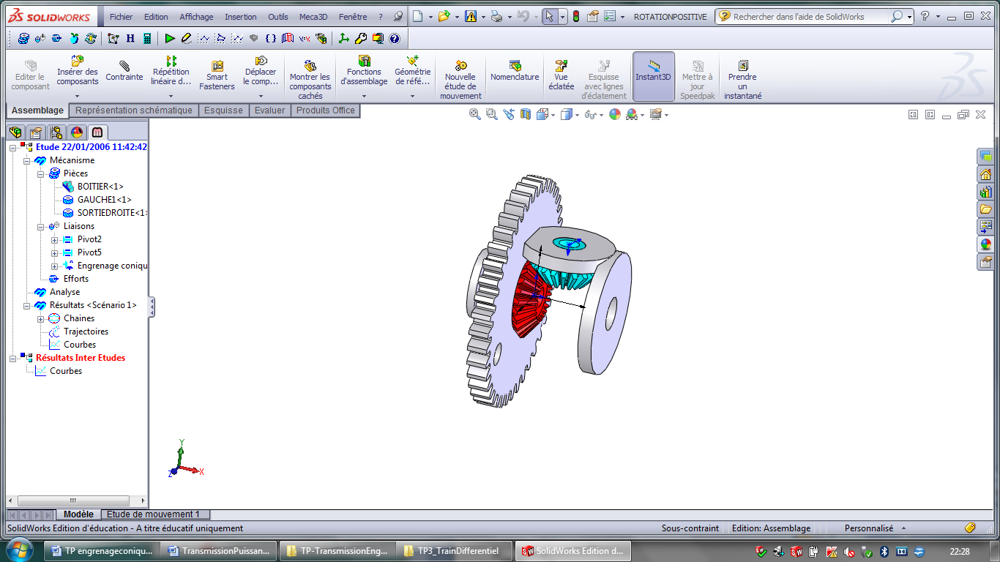 SOLIDWORKS Fichier Edition Affichage Insertion Outils Meca3D Fenêtre ? ROTATIONPOSITIVE Rechercher dans l'aide de SolidWorks
Editer le composant
Insérer des composants
Contrainte
Répétition linéaire d...
Smart Fasteners
Déplacer le comp...
Montrer les composants cachés
Fonctions d'assemblage
Géométrie de référ...
Nouvelle étude de mouvement
Nomenclature
Vue éclatée
Esquisse avec lignes d'éclatement
Instant3D
Mettre à jour Speedpak
Prendre un instantané
Assemblage Représentation schématique Esquisse Evaluer Produits Office
Etude 22/01/2006 11:42:42
Mécanisme
Pièces
BOITIER<1>
GAUCHE1<1>
SORTIEDROITE<1>
Liaisons
Pivot2
Pivot5
Engrenage coniqu
Efforts
Analyse
Résultats <Scénario 1>
Chaines
Trajectoires
Courbes
Résultats Inter Etudes
Courbes
Y
X
Z
Modèle Etude de mouvement 1
SolidWorks Edition d'éducation - A titre éducatif uniquement Sous-contraint Edition: Assemblage Personnalisé
TP engrenageconiqu... TransmissionPuissan... TP-TransmissionEng... TP3_TrainDifferentiel SolidWorks Edition d... 22:28